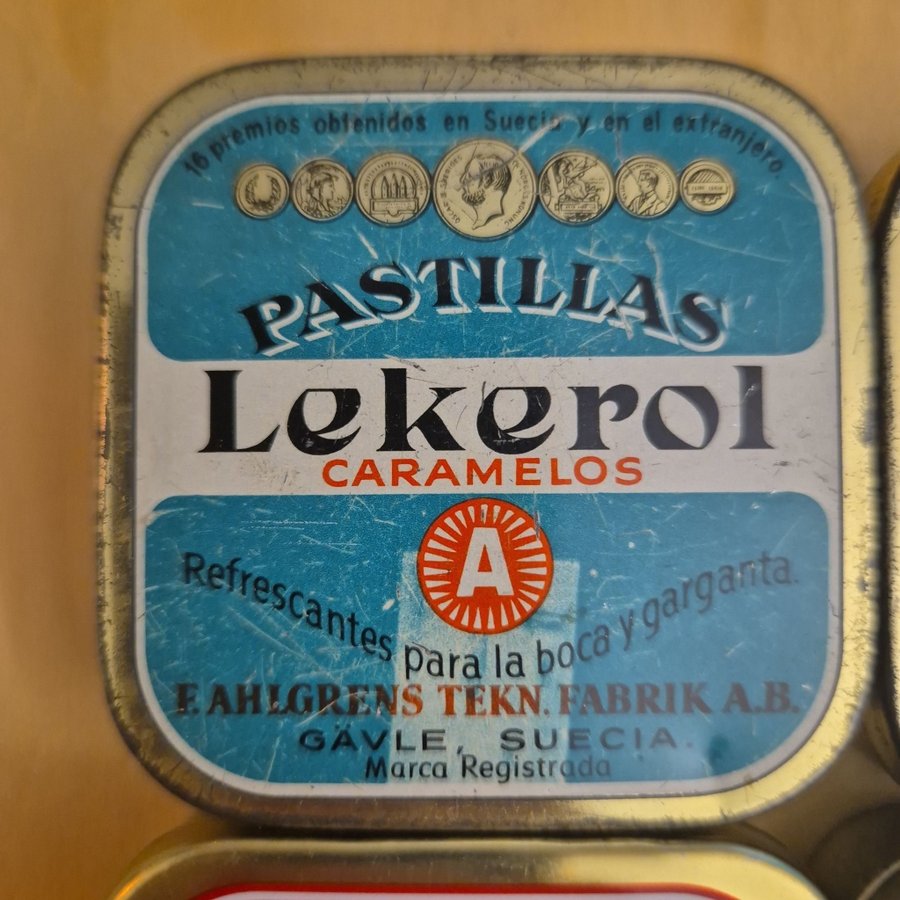 16 premios obtenidos en Suecia y en el extranjero.
PASTILLAS
Lekerol
CARAMELOS
A
Refrescantes para la boca y garganta.
F. AHLGRENS TEKN. FABRIK A.B.
GÄVLE, SUECIA.
Marca Registrada